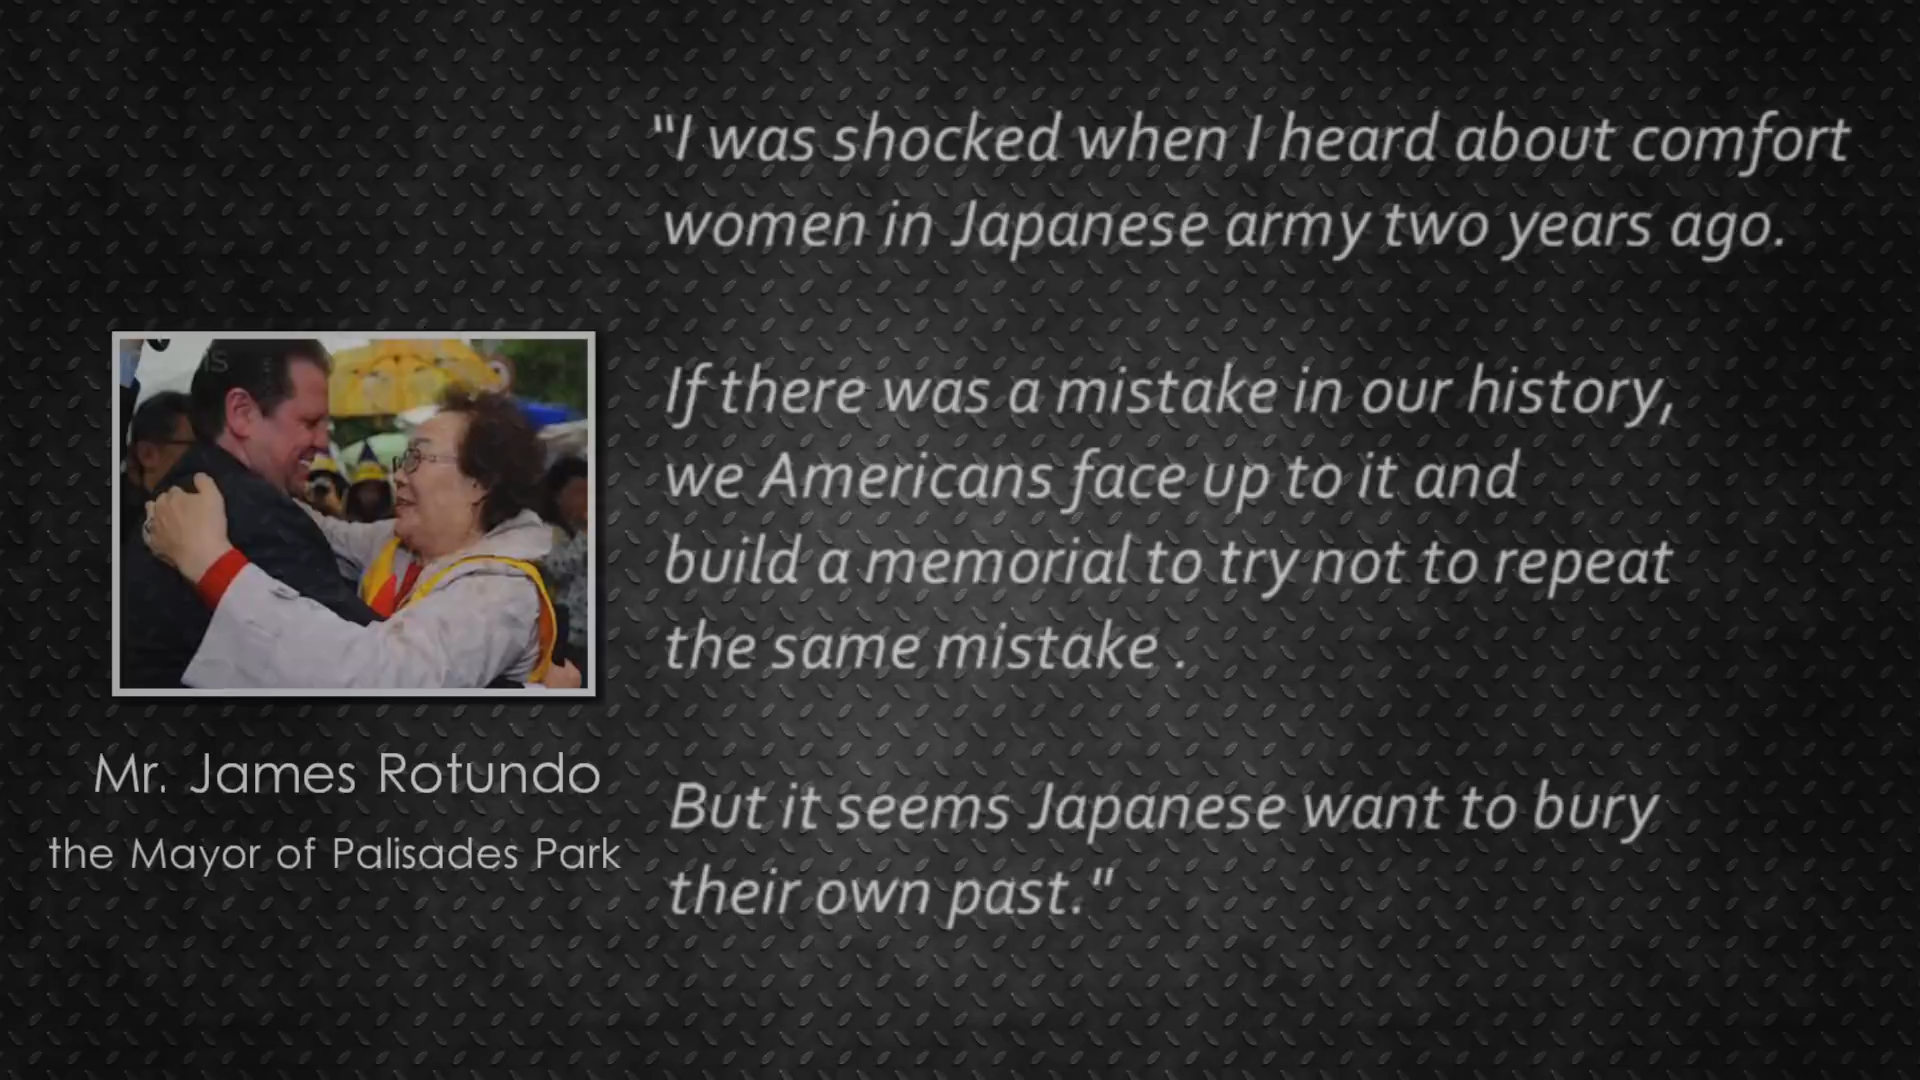 "I was shocked when I heard about comfort
women in Japanese army two years ago.
If there was a mistake in our history,
we Americans face up to it and
build a memorial to try not to repeat
the same mistake .
But it seems Japanese want to bury
their own past."
Mr. James Rotundo
the Mayor of Palisades Park